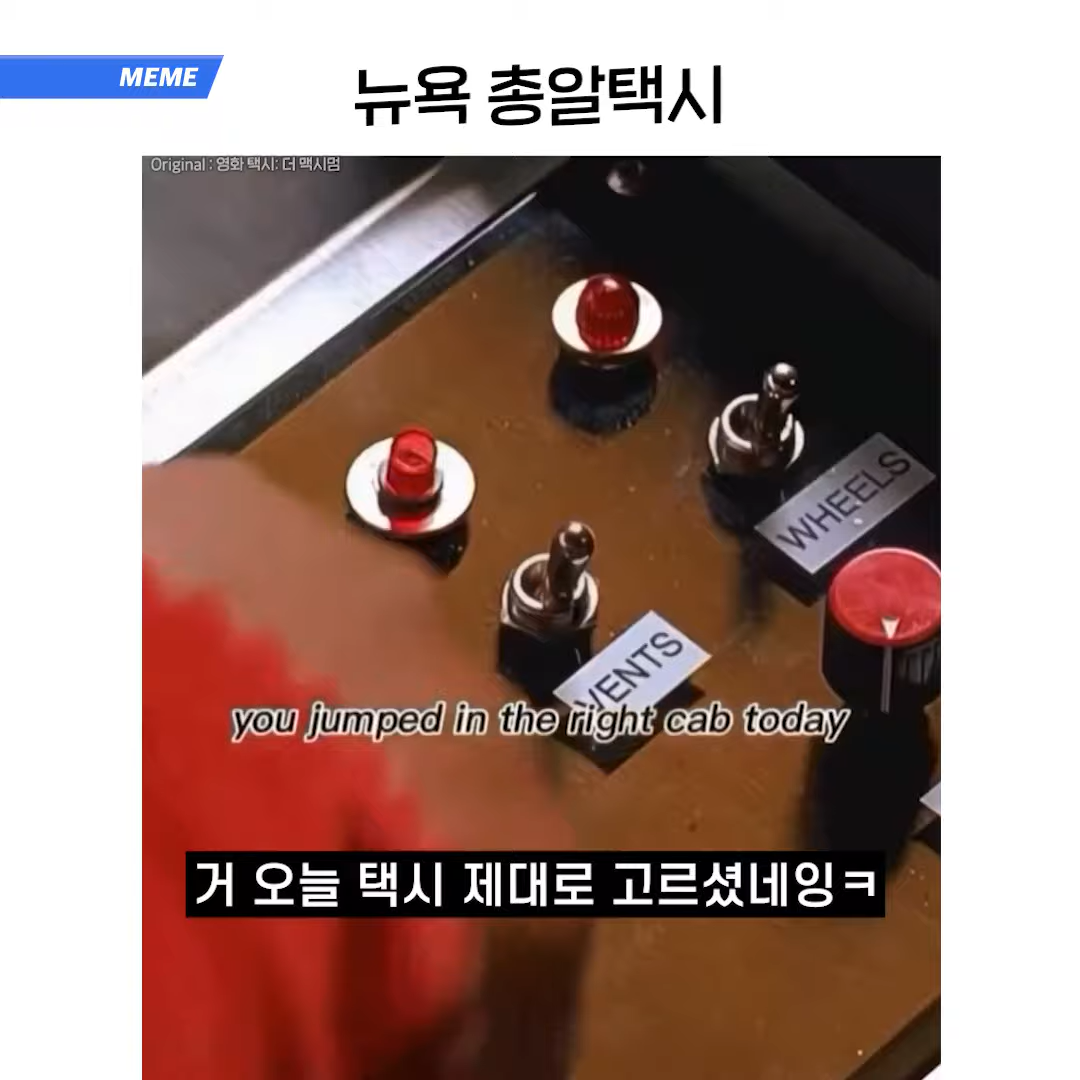 MEME
뉴욕 총알택시
Original : 영화 택시: 더 맥시멈
WHEELS
VENTS
you jumped in the right cab today
거 오늘 택시 제대로 고르셨네잉ㅋ